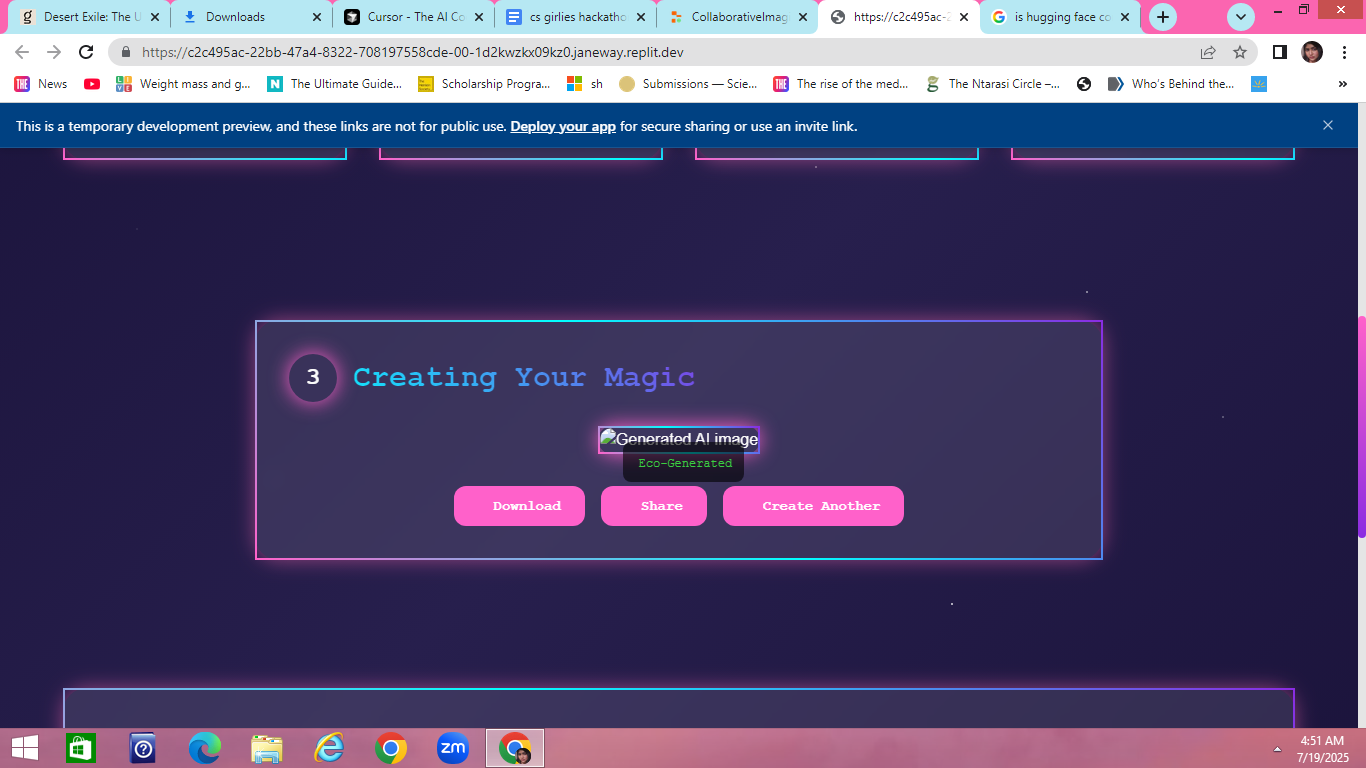 Desert Exile: The U
Downloads
Cursor - The AI Co
cs girlies hackatho
CollaborativeImag
https://c2c495ac-2
is hugging face co
https://c2c495ac-22bb-47a4-8322-708197558cde-00-1d2kwzkx09kz0.janeway.replit.dev
THE News
LIVE Weight mass and g...
N The Ultimate Guide...
Scholarship Progra...
sh
Submissions — Scie...
THE The rise of the med...
g The Ntarasi Circle –...
Who's Behind the...
»
This is a temporary development preview, and these links are not for public use. Deploy your app for secure sharing or use an invite link.
3 Creating Your Magic
Generated AI image
Eco-Generated
Download
Share
Create Another
zm
4:51 AM
7/19/2025